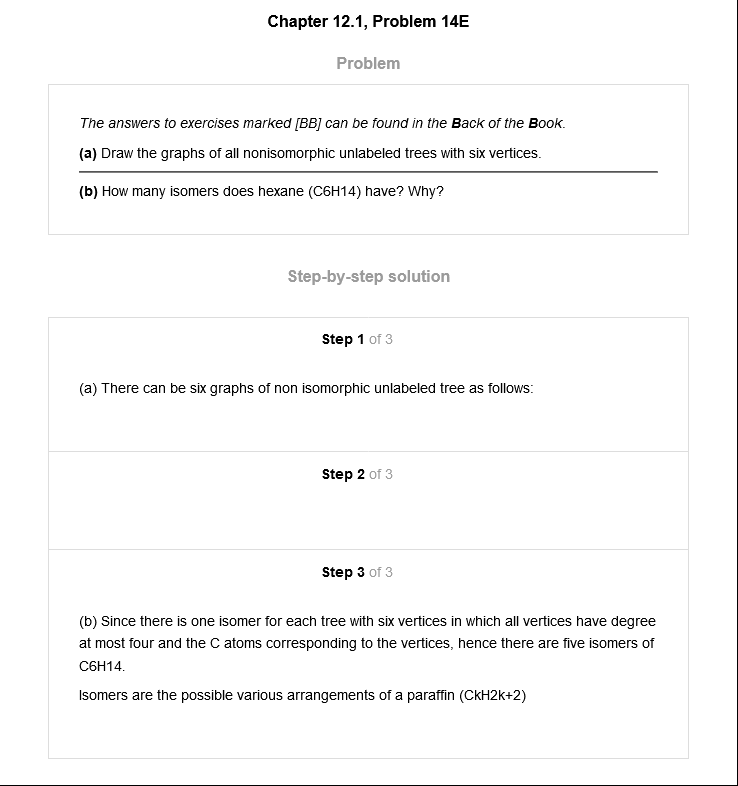 Chapter 12.1, Problem 14E
Problem
The answers to exercises marked [BB] can be found in the Back of the Book.
(a) Draw the graphs of all nonisomorphic unlabeled trees with six vertices.
(b) How many isomers does hexane (C6H14) have? Why?
Step-by-step solution
Step 1 of 3
(a) There can be six graphs of non isomorphic unlabeled tree as follows:
Step 2 of 3
Step 3 of 3
(b) Since there is one isomer for each tree with six vertices in which all vertices have degree
at most four and the C atoms corresponding to the vertices, hence there are five isomers of
C6H14.
Isomers are the possible various arrangements of a paraffin (CkH2k+2)